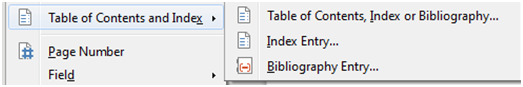 Table of Contents and Index
Page Number
Field
Table of Contents, Index or Bibliography...
Index Entry...
Bibliography Entry...